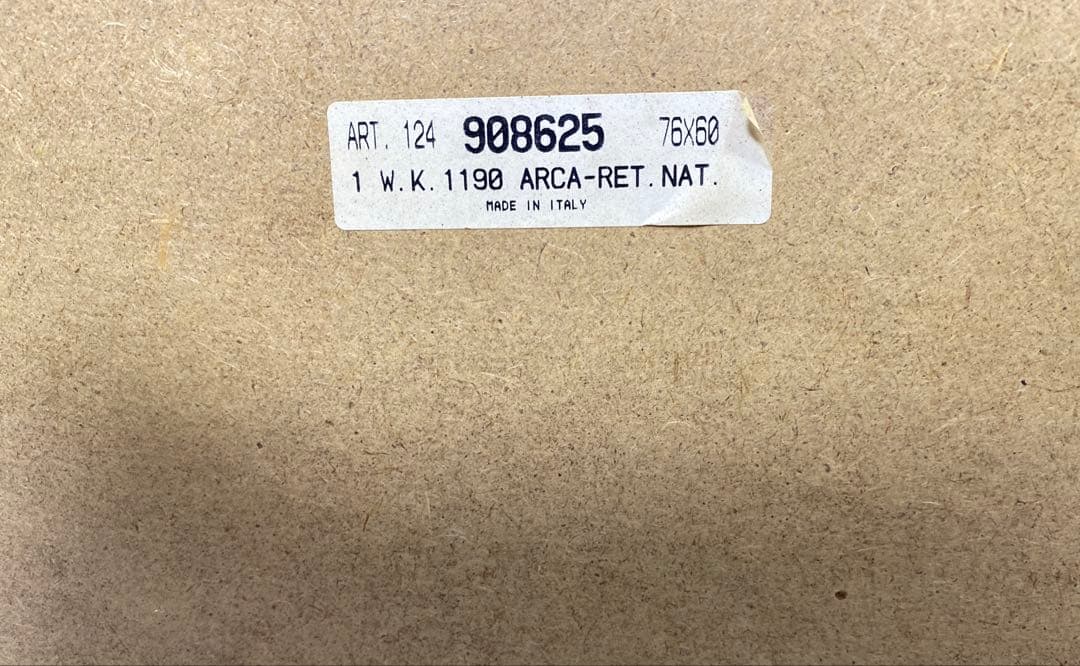 ART. 124 908625 76X60
1 W.K. 1190 ARCA-RET. NAT.
MADE IN ITALY